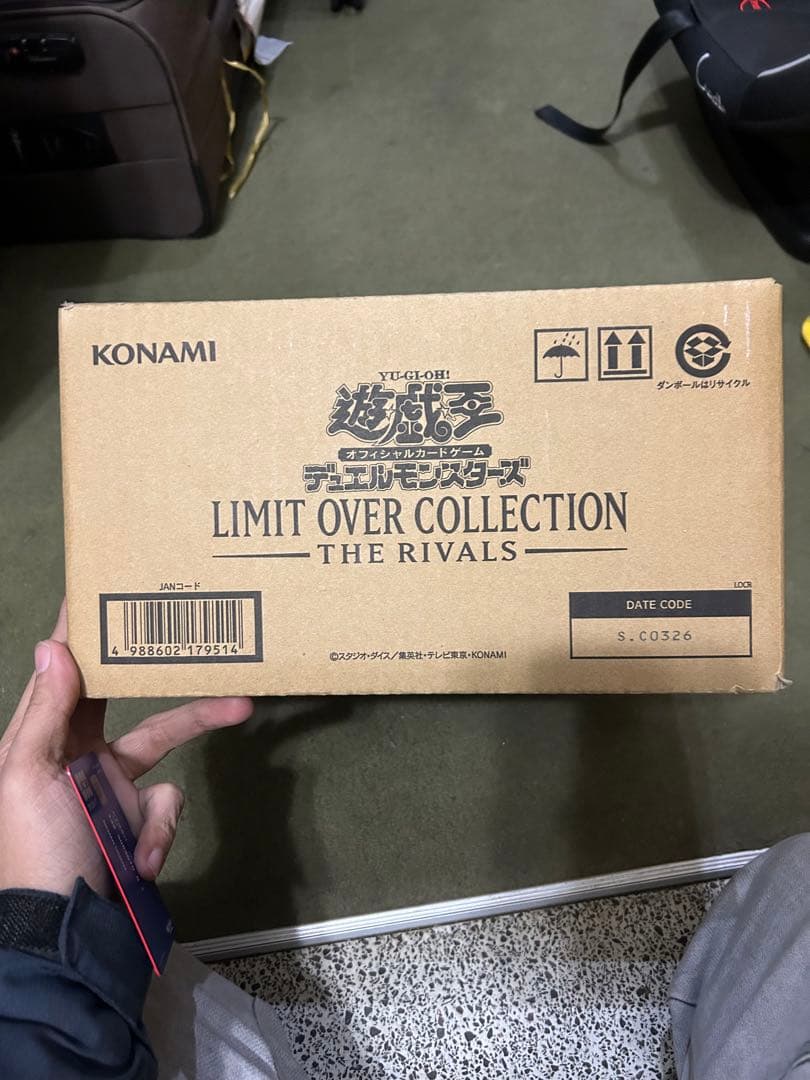 KONAMI
ダンボールはリサイクル
YU-GI-OH!
遊戯王
オフィシャルカードゲーム
デュエルモンスターズ
LIMIT OVER COLLECTION
THE RIVALS
JANコード
4 988602 179514
LOCR
DATE CODE
S.C0326
©スタジオ・ダイス/集英社・テレビ東京・KONAMI